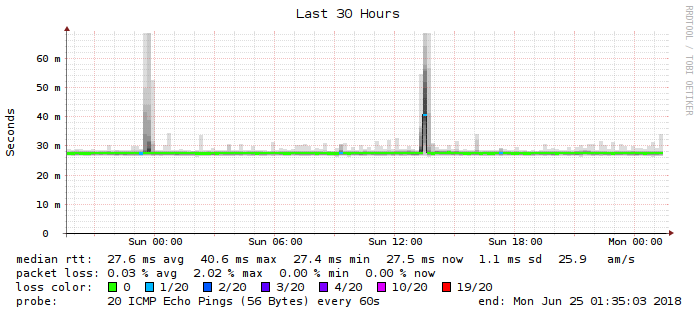 Last 30 Hours
RRDTOOL / TOBI OETIKER
Seconds
60 m
50 m
40 m
30 m
20 m
10 m
0
Sun 00:00 Sun 06:00 Sun 12:00 Sun 18:00 Mon 00:00
median rtt: 27.6 ms avg 40.6 ms max 27.4 ms min 27.5 ms now 1.1 ms sd 25.9 am/s
packet loss: 0.03 % avg 2.02 % max 0.00 % min 0.00 % now
loss color: 0 1/20 2/20 3/20 4/20 10/20 19/20
probe: 20 ICMP Echo Pings (56 Bytes) every 60s end: Mon Jun 25 01:35:03 2018